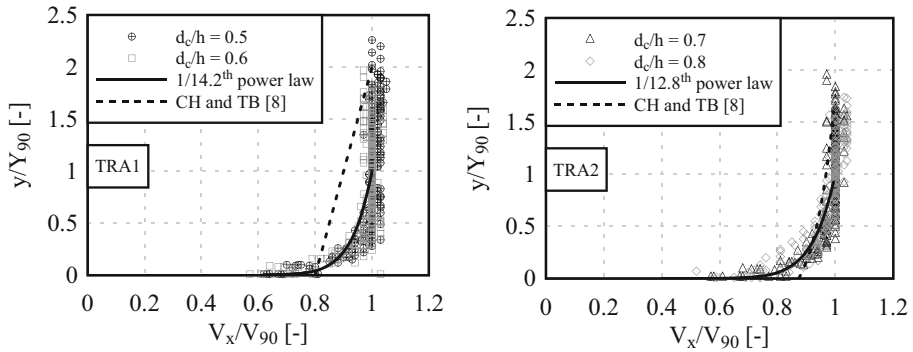 2.5
2
1.5
1
0.5
0
y/Y90 [-]
d_c/h = 0.5
d_c/h = 0.6
1/14.2th power law
CH and TB [8]
TRA1
0 0.2 0.4 0.6 0.8 1 1.2
Vx/V90 [-]
2.5
2
1.5
1
0.5
0
y/Y90 [-]
d_c/h = 0.7
d_c/h = 0.8
1/12.8th power law
CH and TB [8]
TRA2
0 0.2 0.4 0.6 0.8 1 1.2
Vx/V90 [-]